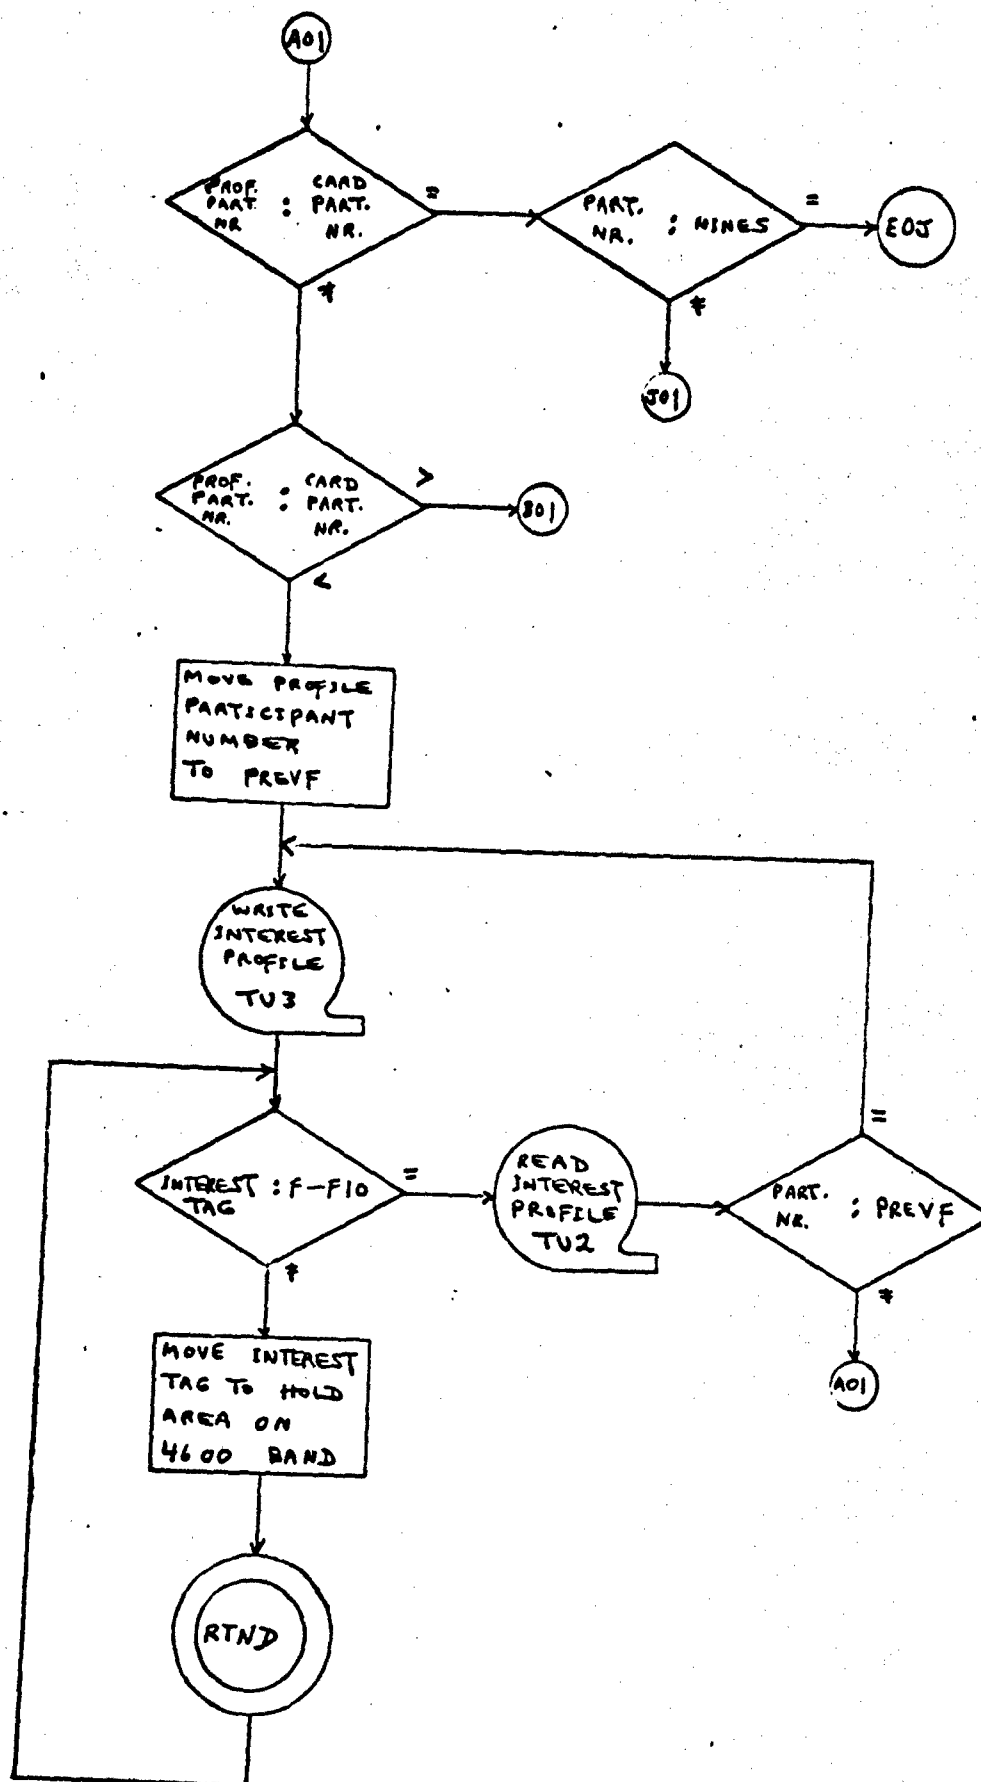 A01
PROF. : CARD =
PART. PART.
NR NR.
≠
PART. : NINES =
NR.
≠
EOJ
J01
PROF. : CARD >
PART. PART.
NR. NR.
<
B01
MOVE PROFILE
PARTICIPANT
NUMBER
TO PREVF
WRITE
INTEREST
PROFILE
TU3
INTEREST : F-F10 =
TAG
≠
READ
INTEREST
PROFILE
TU2
=
PART. : PREVF
NR.
≠
A01
MOVE INTEREST
TAG TO HOLD
AREA ON
4600 BAND
RTND